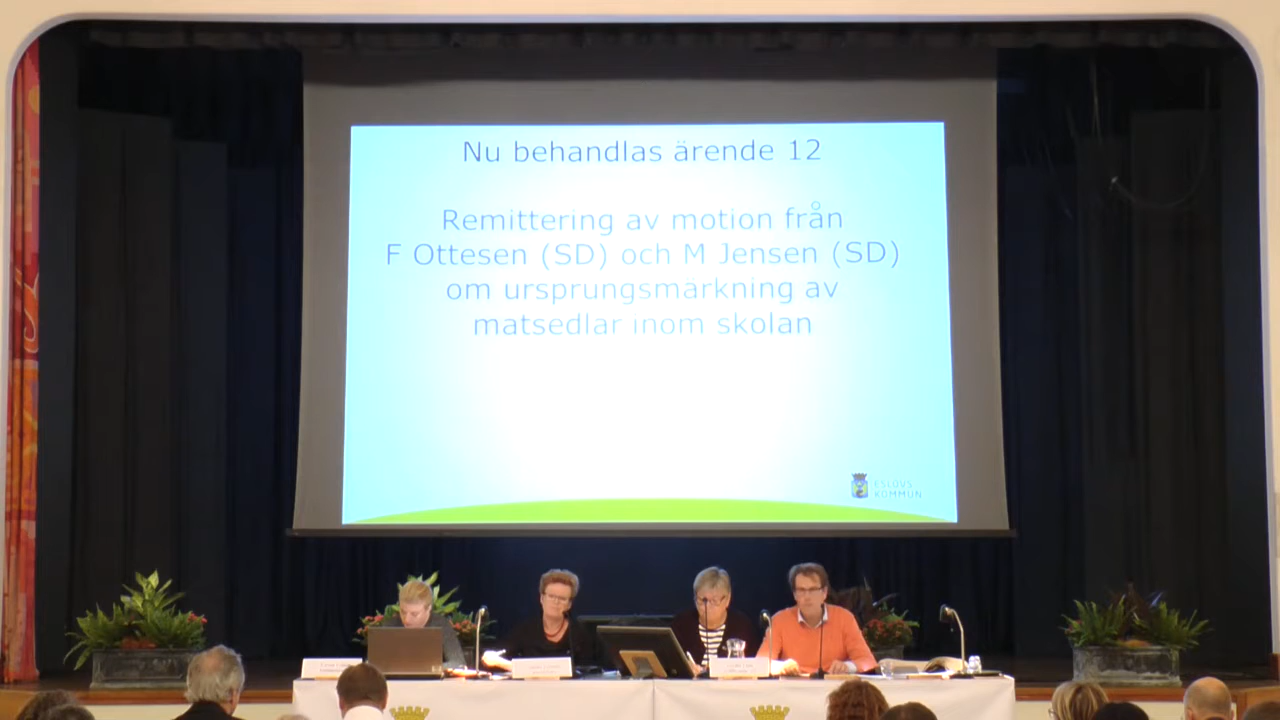 Nu behandlas ärende 12
Remittering av motion från
F Ottesen (SD) och M Jensen (SD)
om ursprungsmärkning av
matsedlar inom skolan
ESLÖVS
KOMMUN